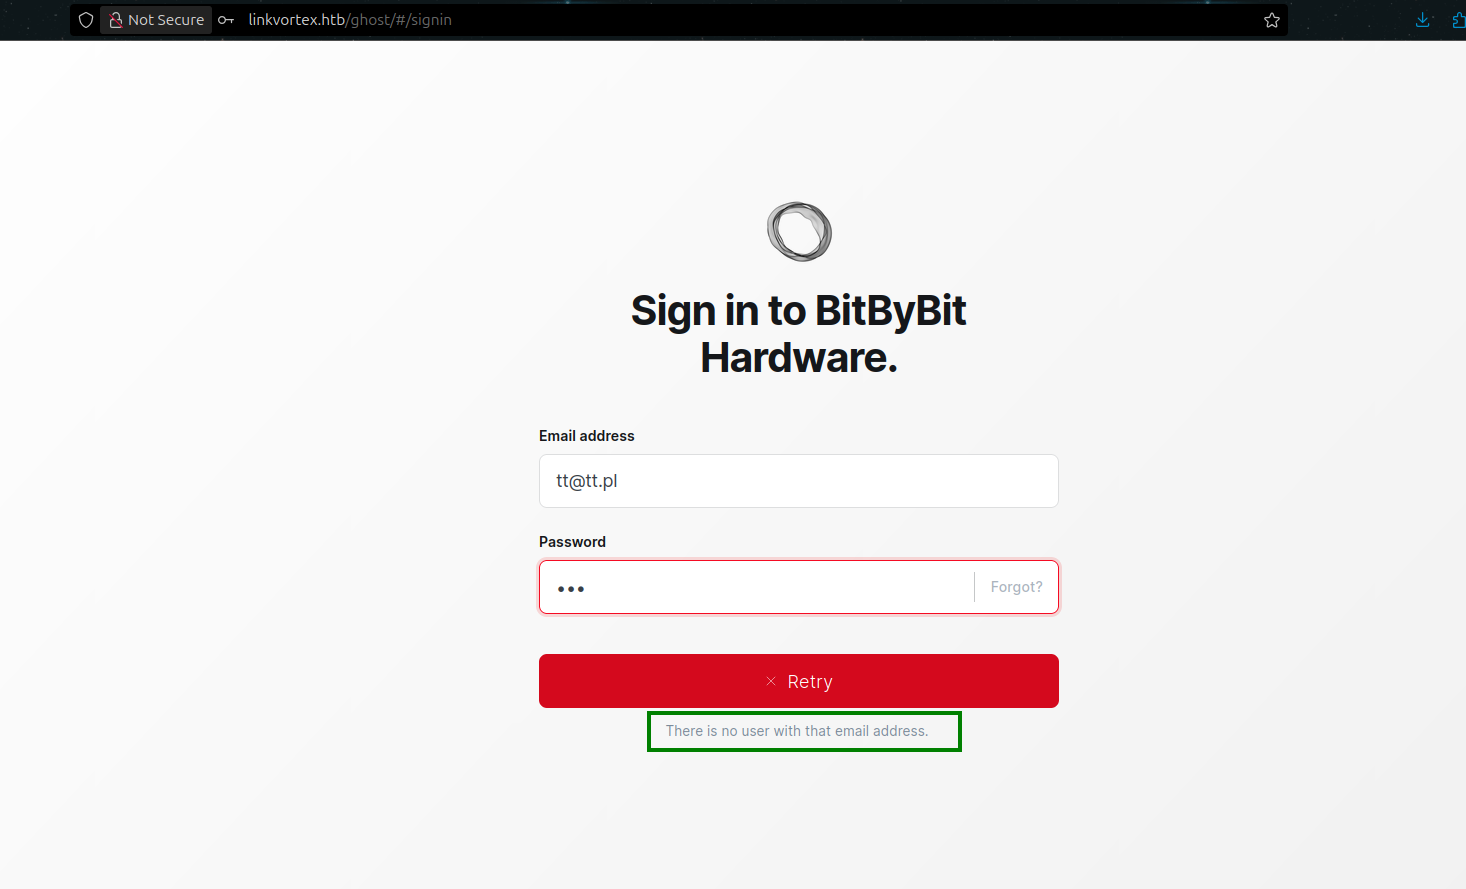 Not Secure linkvortex.htb/ghost/#/signin
Sign in to BitByBit
Hardware.
Email address
tt@tt.pl
Password
●●● Forgot?
Retry
There is no user with that email address.